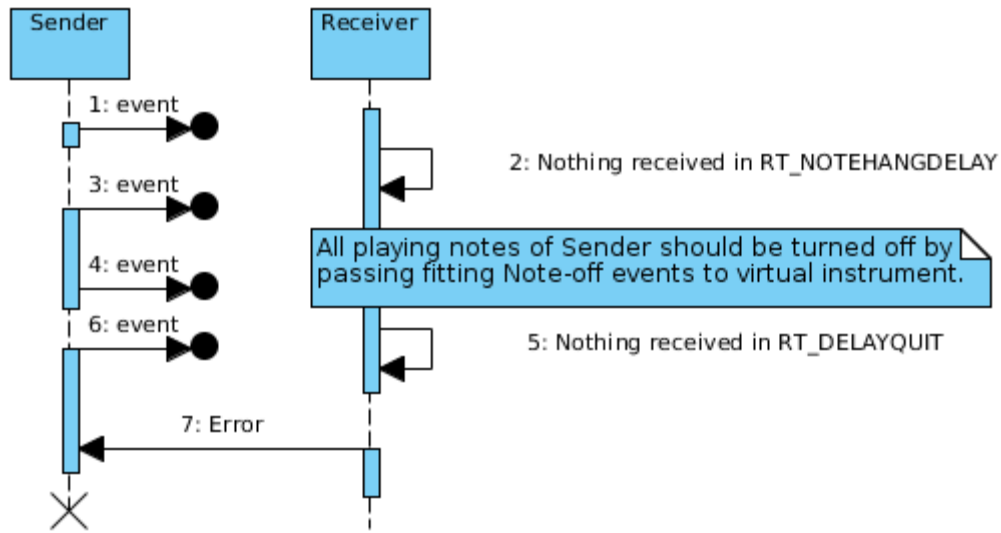 Sender
Receiver
1: event
2: Nothing received in RT_NOTEHANGDELAY
3: event
All playing notes of Sender should be turned off by
passing fitting Note-off events to virtual instrument.
4: event
6: event
5: Nothing received in RT_DELAYQUIT
7: Error